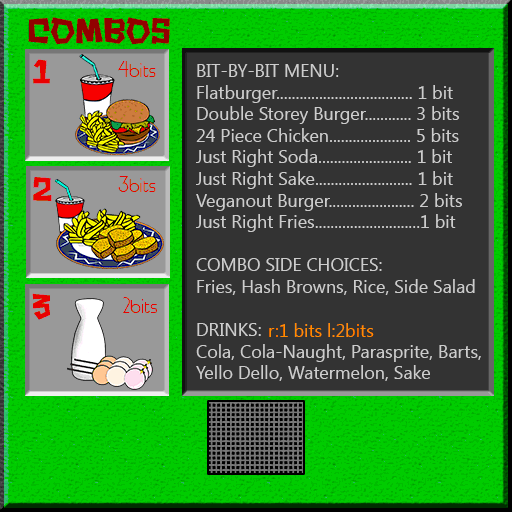 COMBOS
1 4bits
2 3bits
3 2bits
BIT-BY-BIT MENU:
Flatburger............................ 1 bit
Double Storey Burger............ 3 bits
24 Piece Chicken................. 5 bits
Just Right Soda................... 1 bit
Just Right Sake.................... 1 bit
Veganout Burger.................. 2 bits
Just Right Fries......................1 bit
COMBO SIDE CHOICES:
Fries, Hash Browns, Rice, Side Salad
DRINKS: r:1 bits l:2bits
Cola, Cola-Naught, Parasprite, Barts,
Yello Dello, Watermelon, Sake